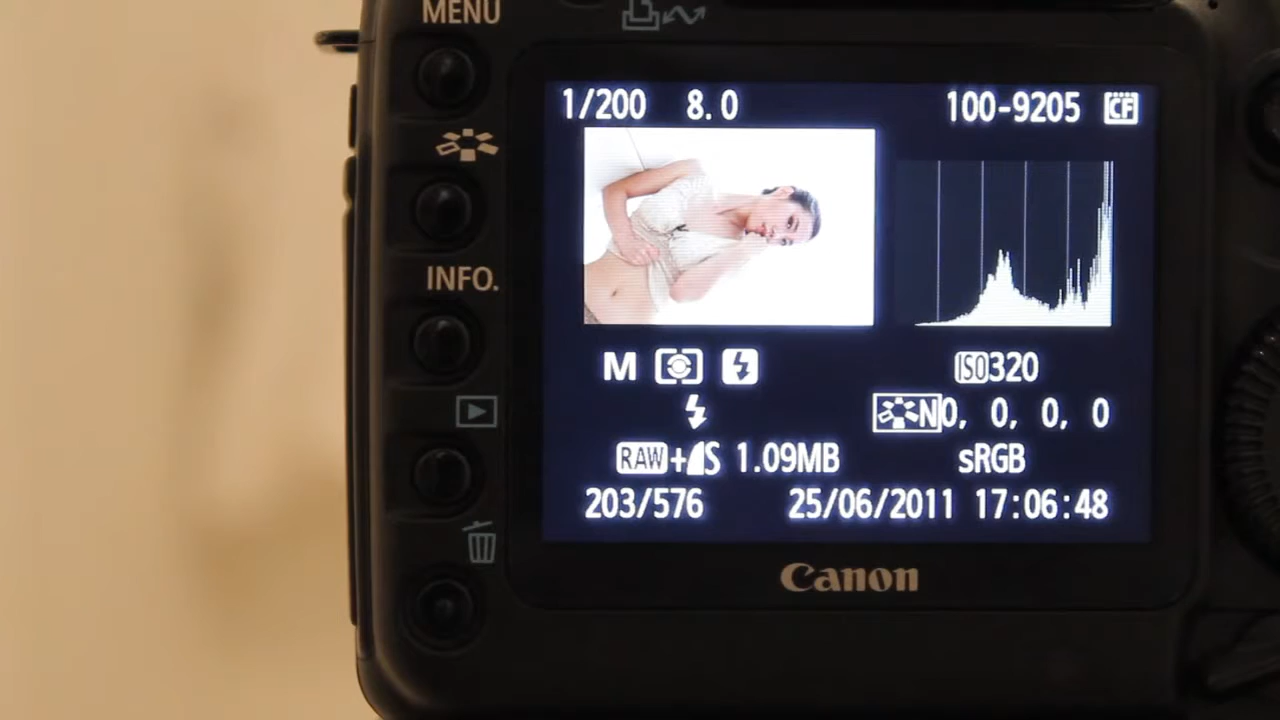 MENU
1/200 8.0 100-9205 CF
INFO.
M ISO320
N0, 0, 0, 0
RAW+S 1.09MB sRGB
203/576 25/06/2011 17:06:48
Canon